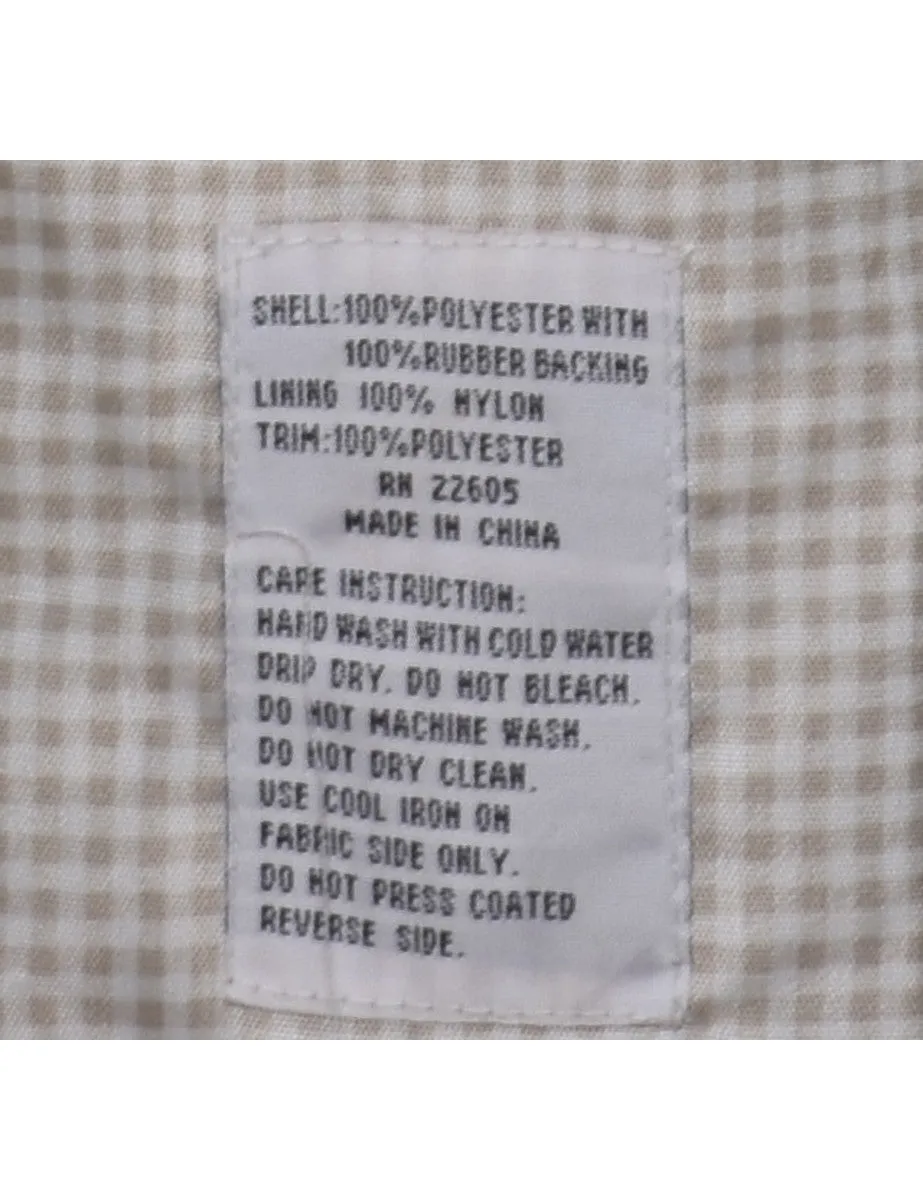 SHELL:100%POLYESTER WITH
100%RUBBER BACKING
LINING 100% NYLON
TRIM:100%POLYESTER
RN 22605
MADE IN CHINA
CARE INSTRUCTION:
HAND WASH WITH COLD WATER
DRIP DRY. DO NOT BLEACH.
DO NOT MACHINE WASH.
DO NOT DRY CLEAN.
USE COOL IRON ON
FABRIC SIDE ONLY.
DO NOT PRESS COATED
REVERSE SIDE.